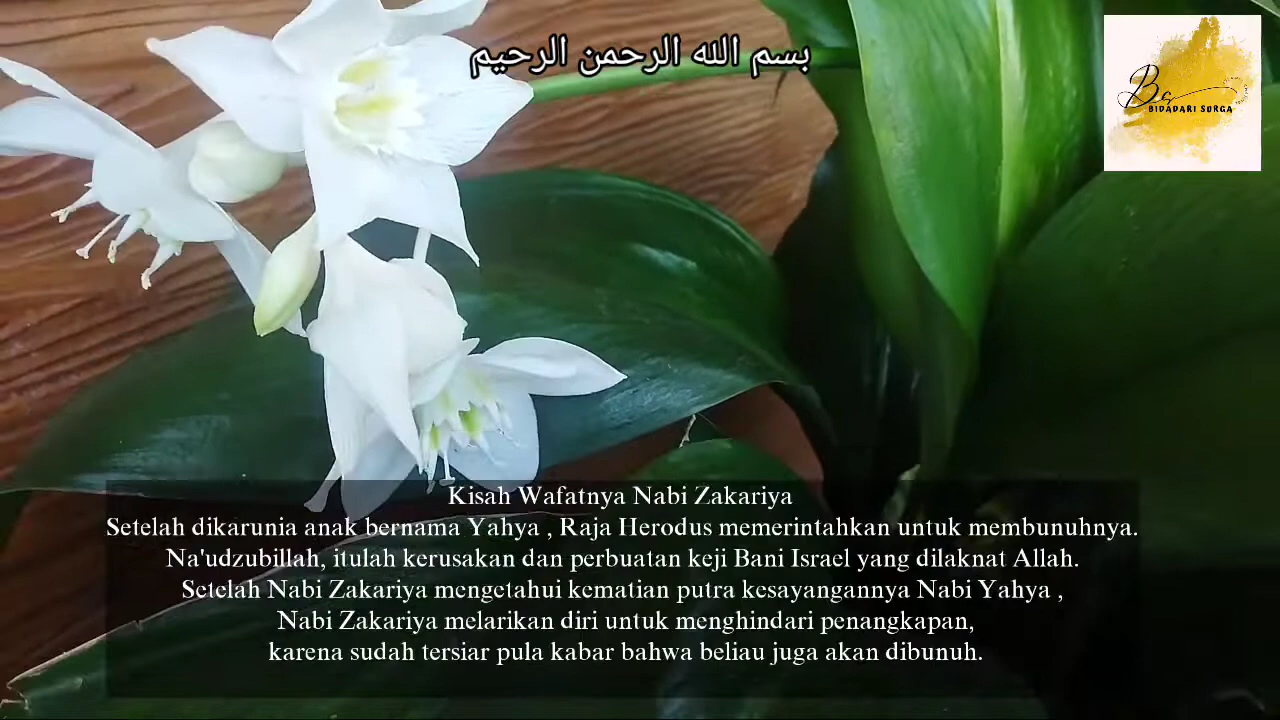 بسم الله الرحمن الرحيم
Bs
BIDADARI SURGA
Kisah Wafatnya Nabi Zakariya
Setelah dikarunia anak bernama Yahya , Raja Herodus memerintahkan untuk membunuhnya.
Na'udzubillah, itulah kerusakan dan perbuatan keji Bani Israel yang dilaknat Allah.
Setelah Nabi Zakariya mengetahui kematian putra kesayangannya Nabi Yahya ,
Nabi Zakariya melarikan diri untuk menghindari penangkapan,
karena sudah tersiar pula kabar bahwa beliau juga akan dibunuh.